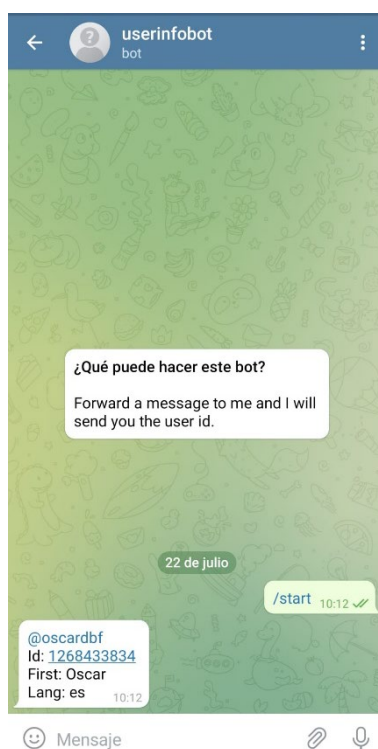 userinfobot
bot
¿Qué puede hacer este bot?
Forward a message to me and I will
send you the user id.
22 de julio
/start 10:12
@oscardbf
Id: 1268433834
First: Oscar
Lang: es 10:12
Mensaje